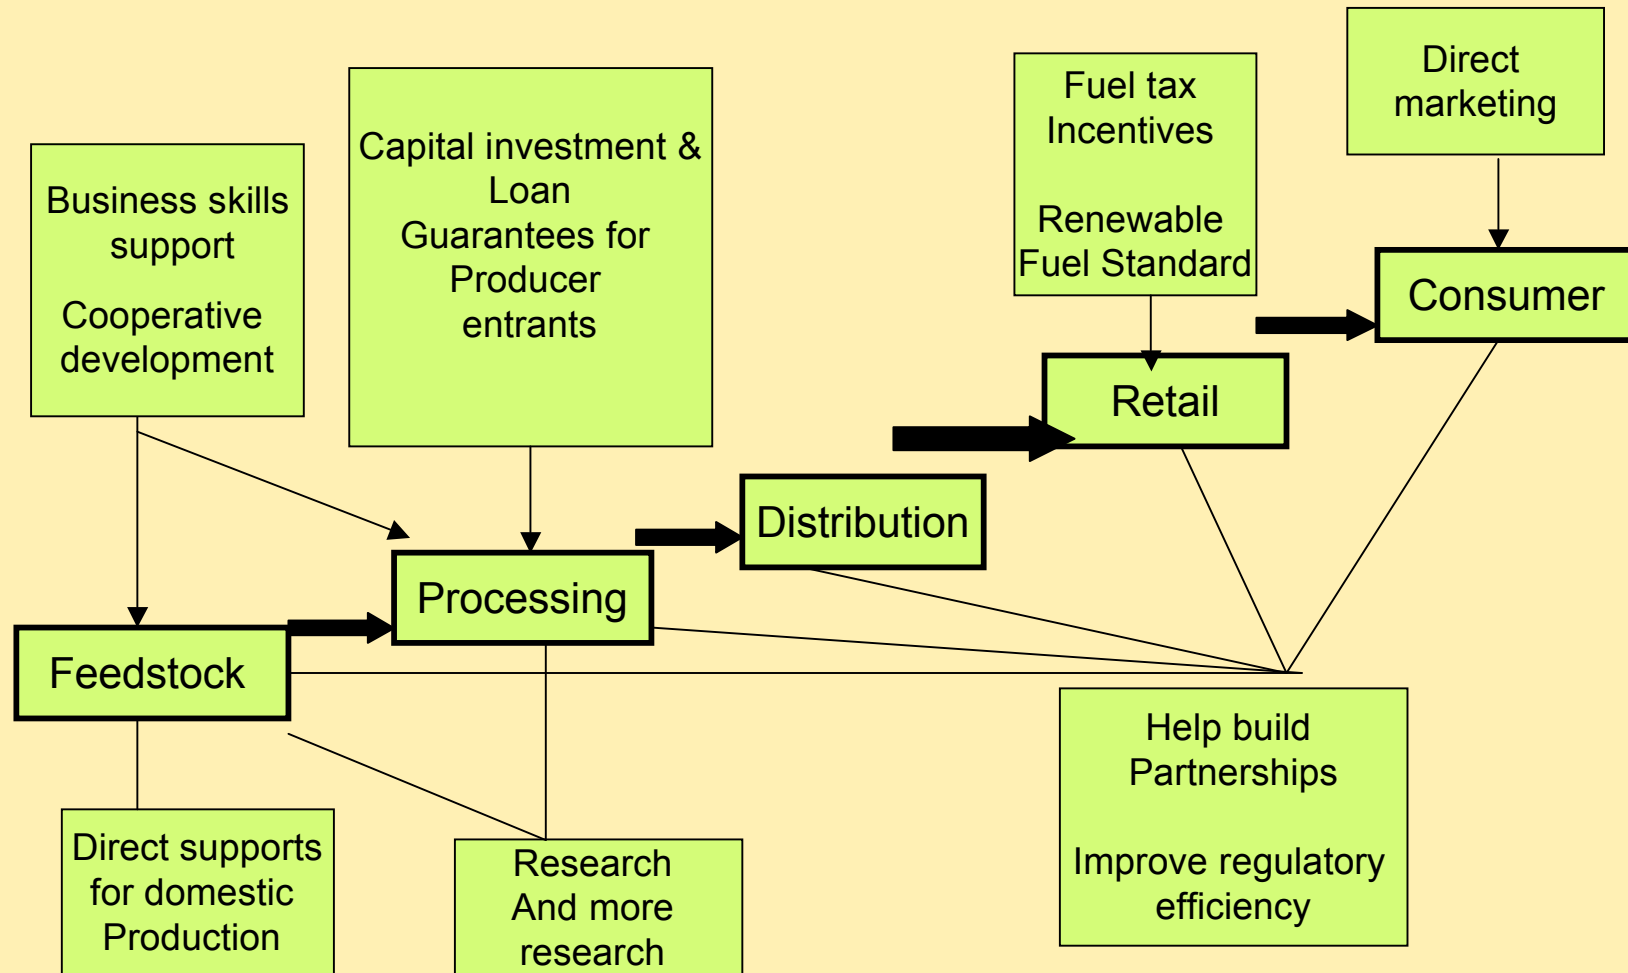 Direct
marketing
Fuel tax
Incentives
Renewable
Fuel Standard
Capital investment &
Loan
Guarantees for
Producer
entrants
Business skills
support
Cooperative
development
Consumer
Retail
Distribution
Processing
Feedstock
Help build
Partnerships
Improve regulatory
efficiency
Direct supports
for domestic
Production
Research
And more
research